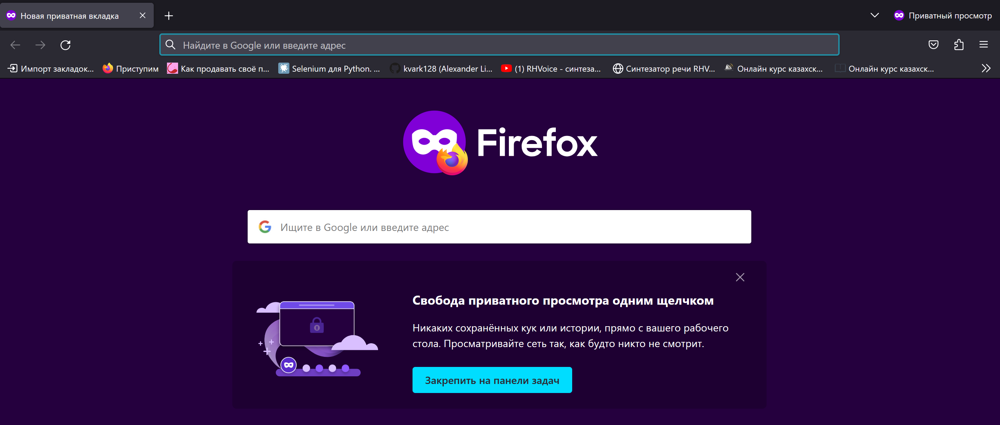 Новая приватная вкладка
Приватный просмотр
Найдите в Google или введите адрес
Импорт закладок...
Приступим
Как продавать своё п...
Selenium для Python. ...
kvark128 (Alexander Li...
(1) RHVoice - синтеза...
Синтезатор речи RHV...
Онлайн курс казахск...
Онлайн курс казахск...
Firefox
Ищите в Google или введите адрес
Свобода приватного просмотра одним щелчком
Никаких сохранённых кук или истории, прямо с вашего рабочего
стола. Просматривайте сеть так, как будто никто не смотрит.
Закрепить на панели задач